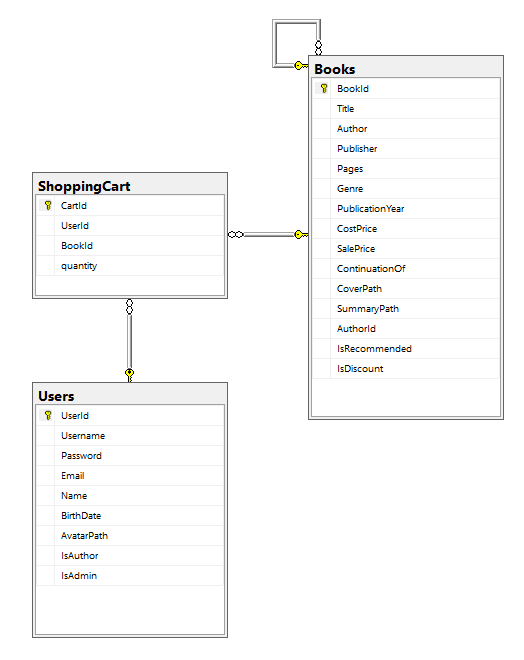 Books
BookId
Title
Author
Publisher
Pages
Genre
PublicationYear
CostPrice
SalePrice
ContinuationOf
CoverPath
SummaryPath
AuthorId
IsRecommended
IsDiscount
ShoppingCart
CartId
UserId
BookId
quantity
Users
UserId
Username
Password
Email
Name
BirthDate
AvatarPath
IsAuthor
IsAdmin